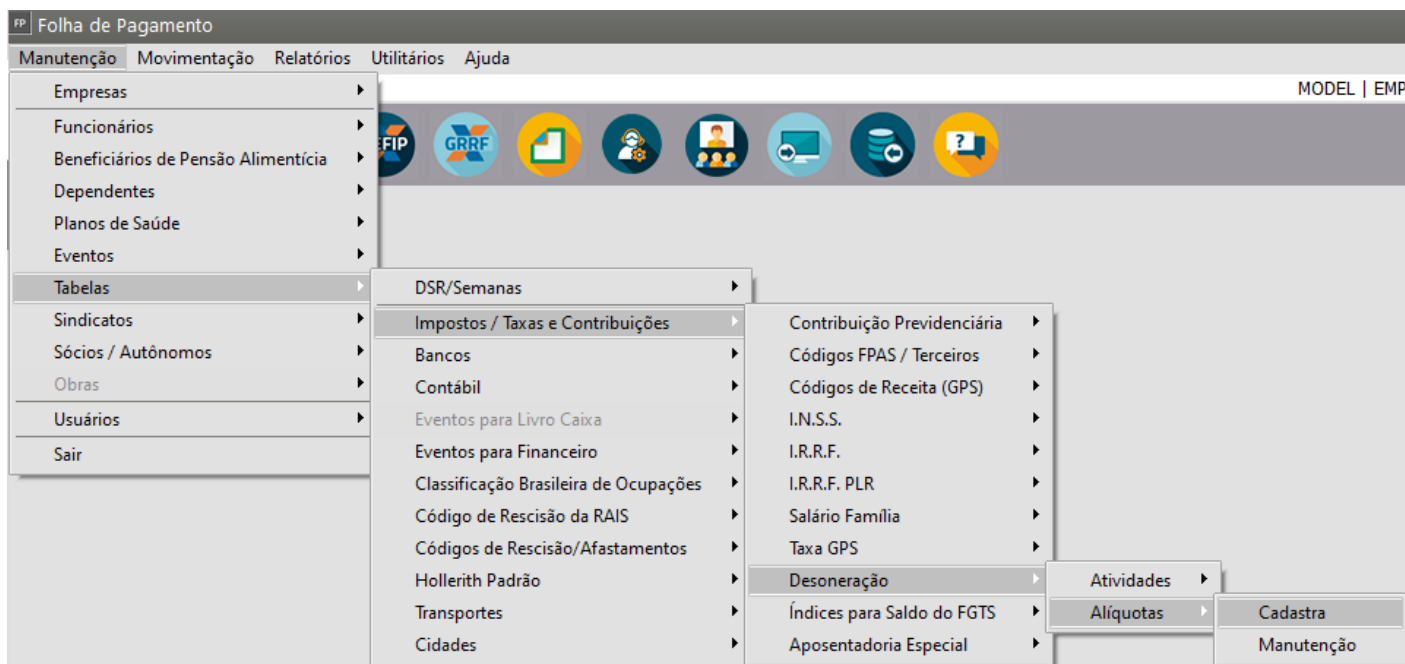 FP Folha de Pagamento
Manutenção Movimentação Relatórios Utilitários Ajuda
MODEL | EMP
Empresas
Funcionários
Beneficiários de Pensão Alimentícia
Dependentes
Planos de Saúde
Eventos
Tabelas
Sindicatos
Sócios / Autônomos
Obras
Usuários
Sair
FIP
GRRF
?
DSR/Semanas
Impostos / Taxas e Contribuições
Bancos
Contábil
Eventos para Livro Caixa
Eventos para Financeiro
Classificação Brasileira de Ocupações
Código de Rescisão da RAIS
Códigos de Rescisão/Afastamentos
Hollerith Padrão
Transportes
Cidades
Contribuição Previdenciária
Códigos FPAS / Terceiros
Códigos de Receita (GPS)
I.N.S.S.
I.R.R.F.
I.R.R.F. PLR
Salário Família
Taxa GPS
Desoneração
Índices para Saldo do FGTS
Aposentadoria Especial
Atividades
Alíquotas
Cadastra
Manutenção